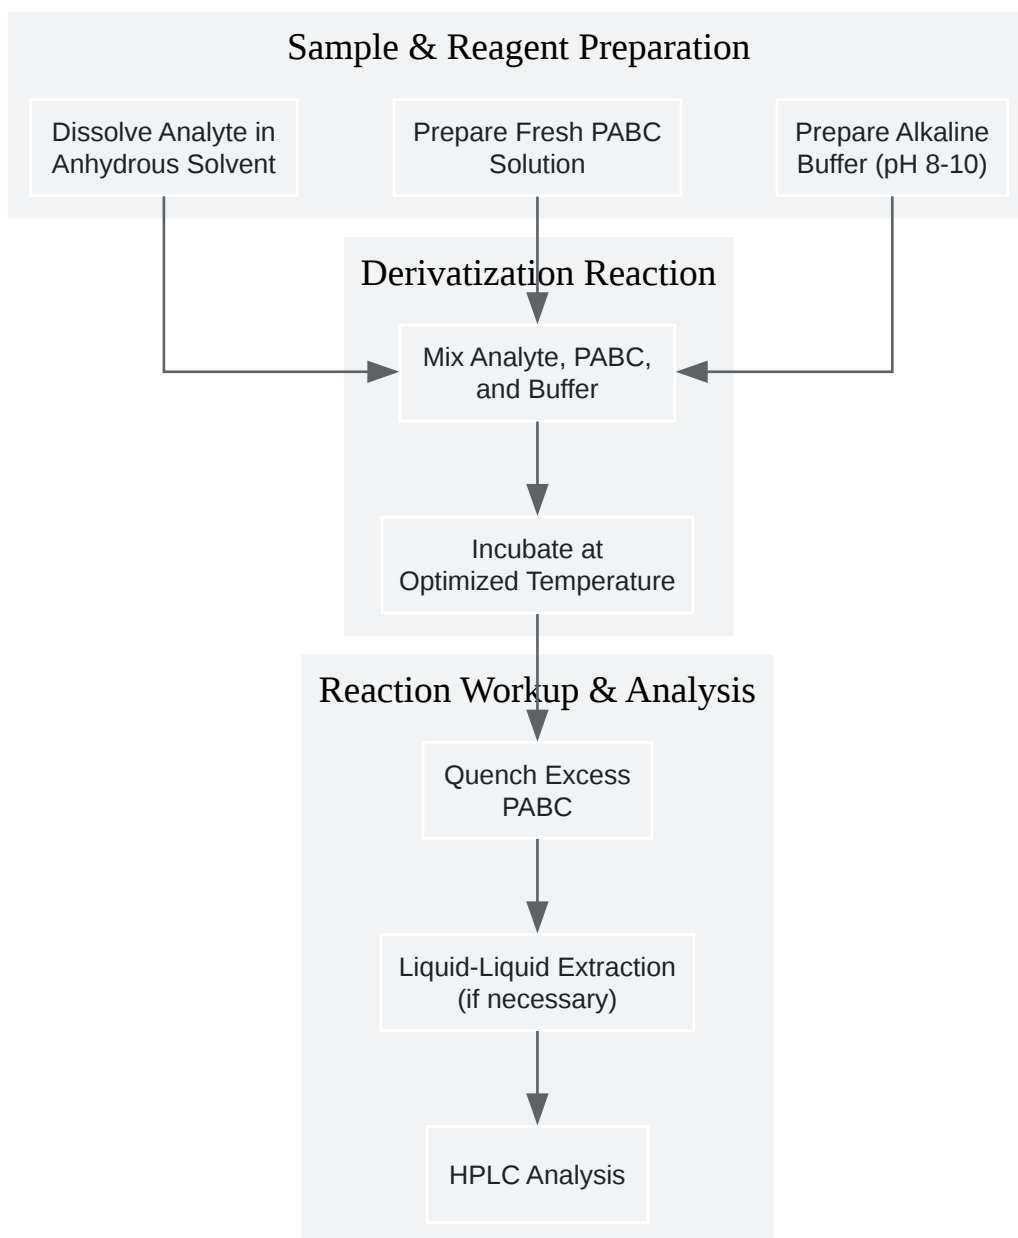 Sample & Reagent Preparation
Dissolve Analyte in
Anhydrous Solvent
Prepare Fresh PABC
Solution
Prepare Alkaline
Buffer (pH 8-10)
Derivatization Reaction
Mix Analyte, PABC,
and Buffer
Incubate at
Optimized Temperature
Reaction Workup & Analysis
Quench Excess
PABC
Liquid-Liquid Extraction
(if necessary)
HPLC Analysis